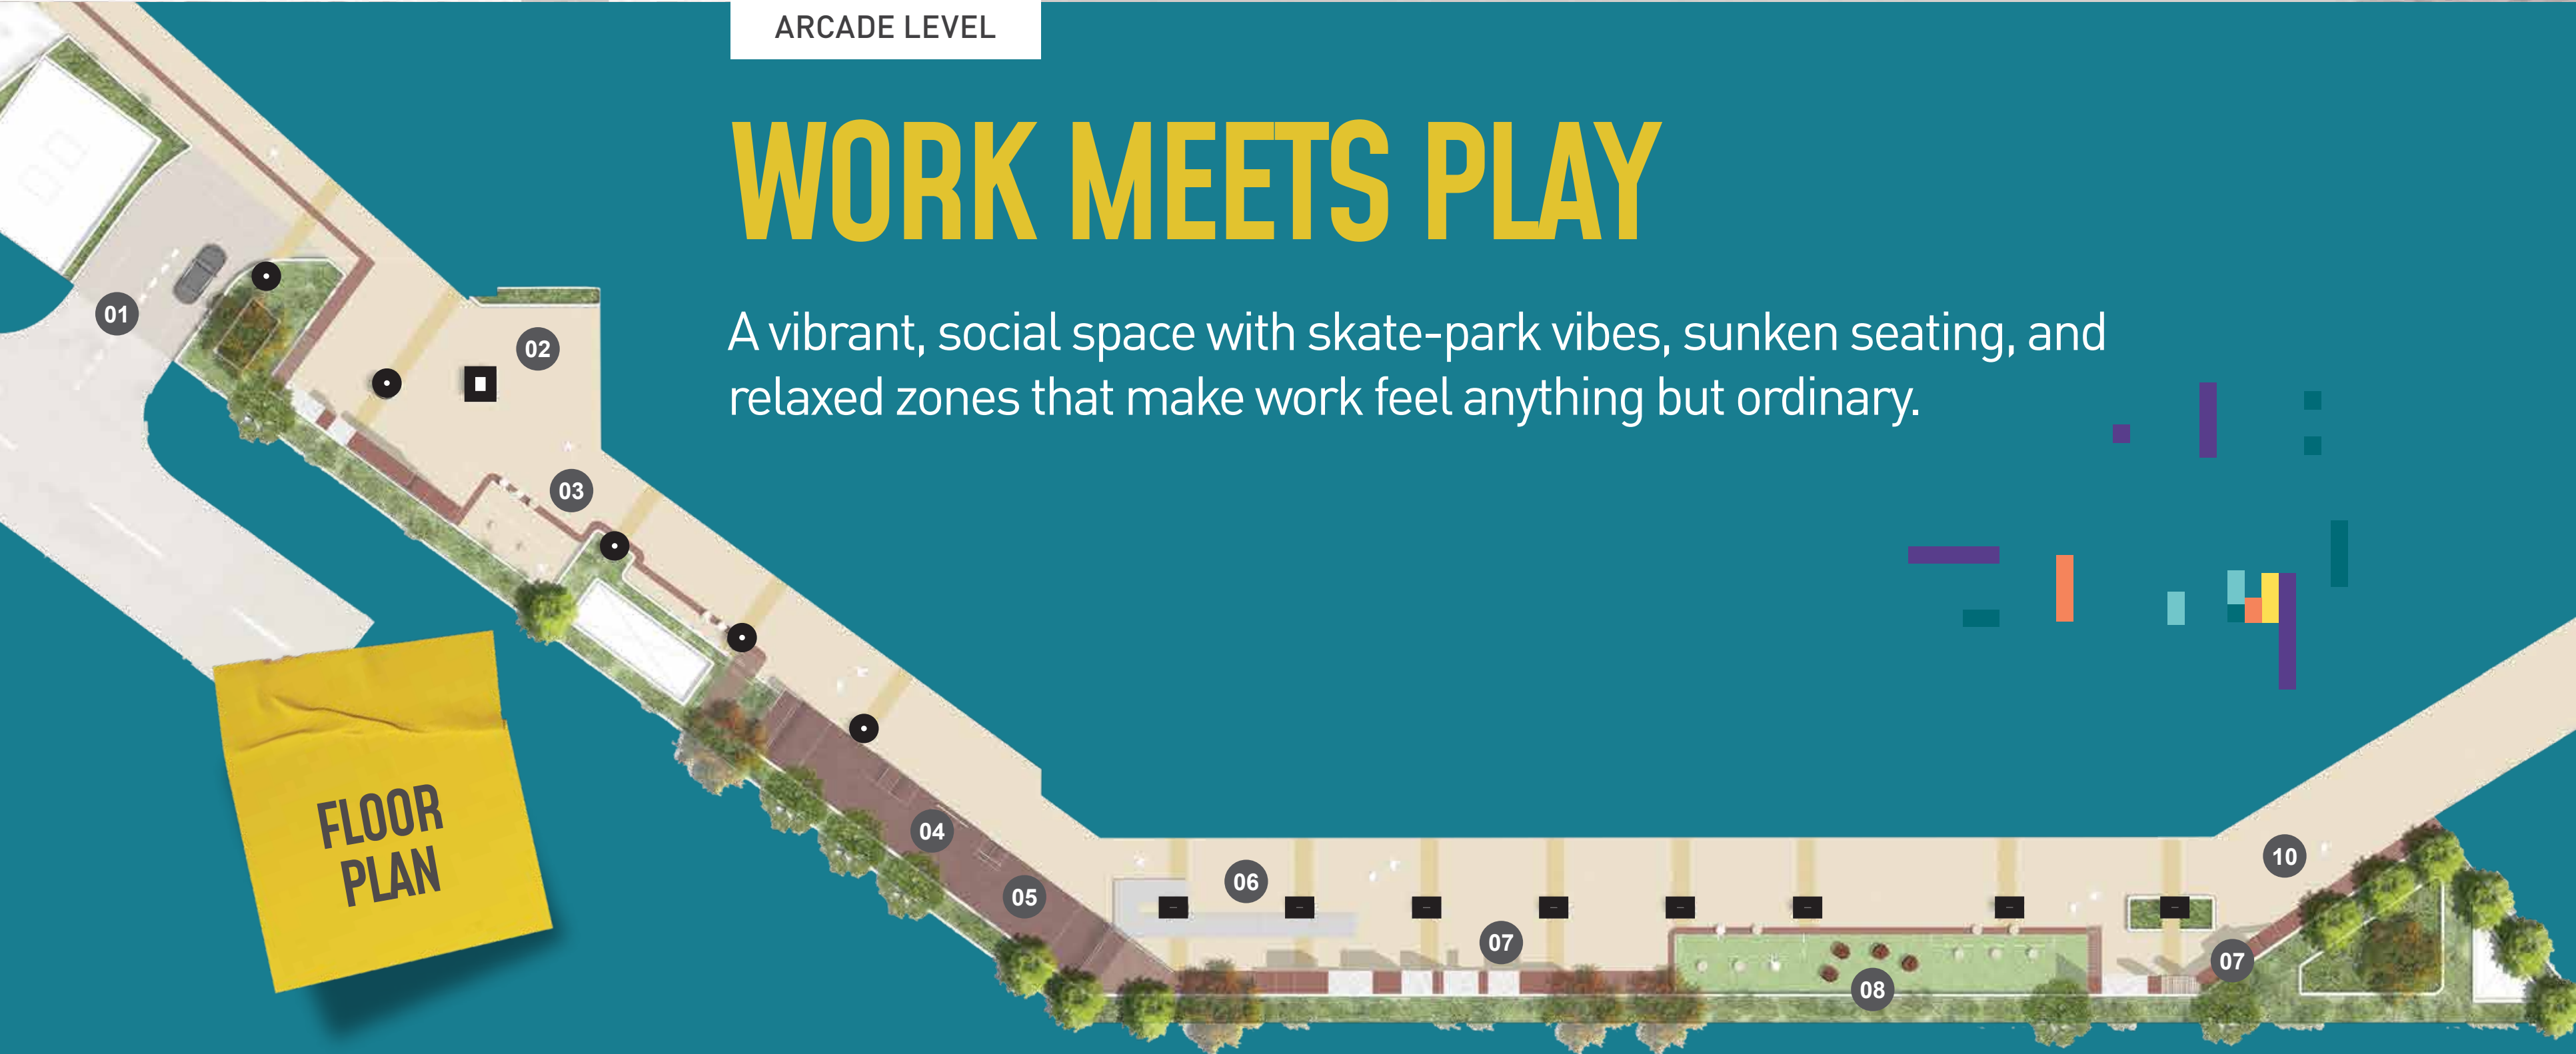 ARCADE LEVEL
WORK MEETS PLAY
A vibrant, social space with skate-park vibes, sunken seating, and
relaxed zones that make work feel anything but ordinary.
01
02
03
04
05
06
07
08
07
10
FLOOR
PLAN